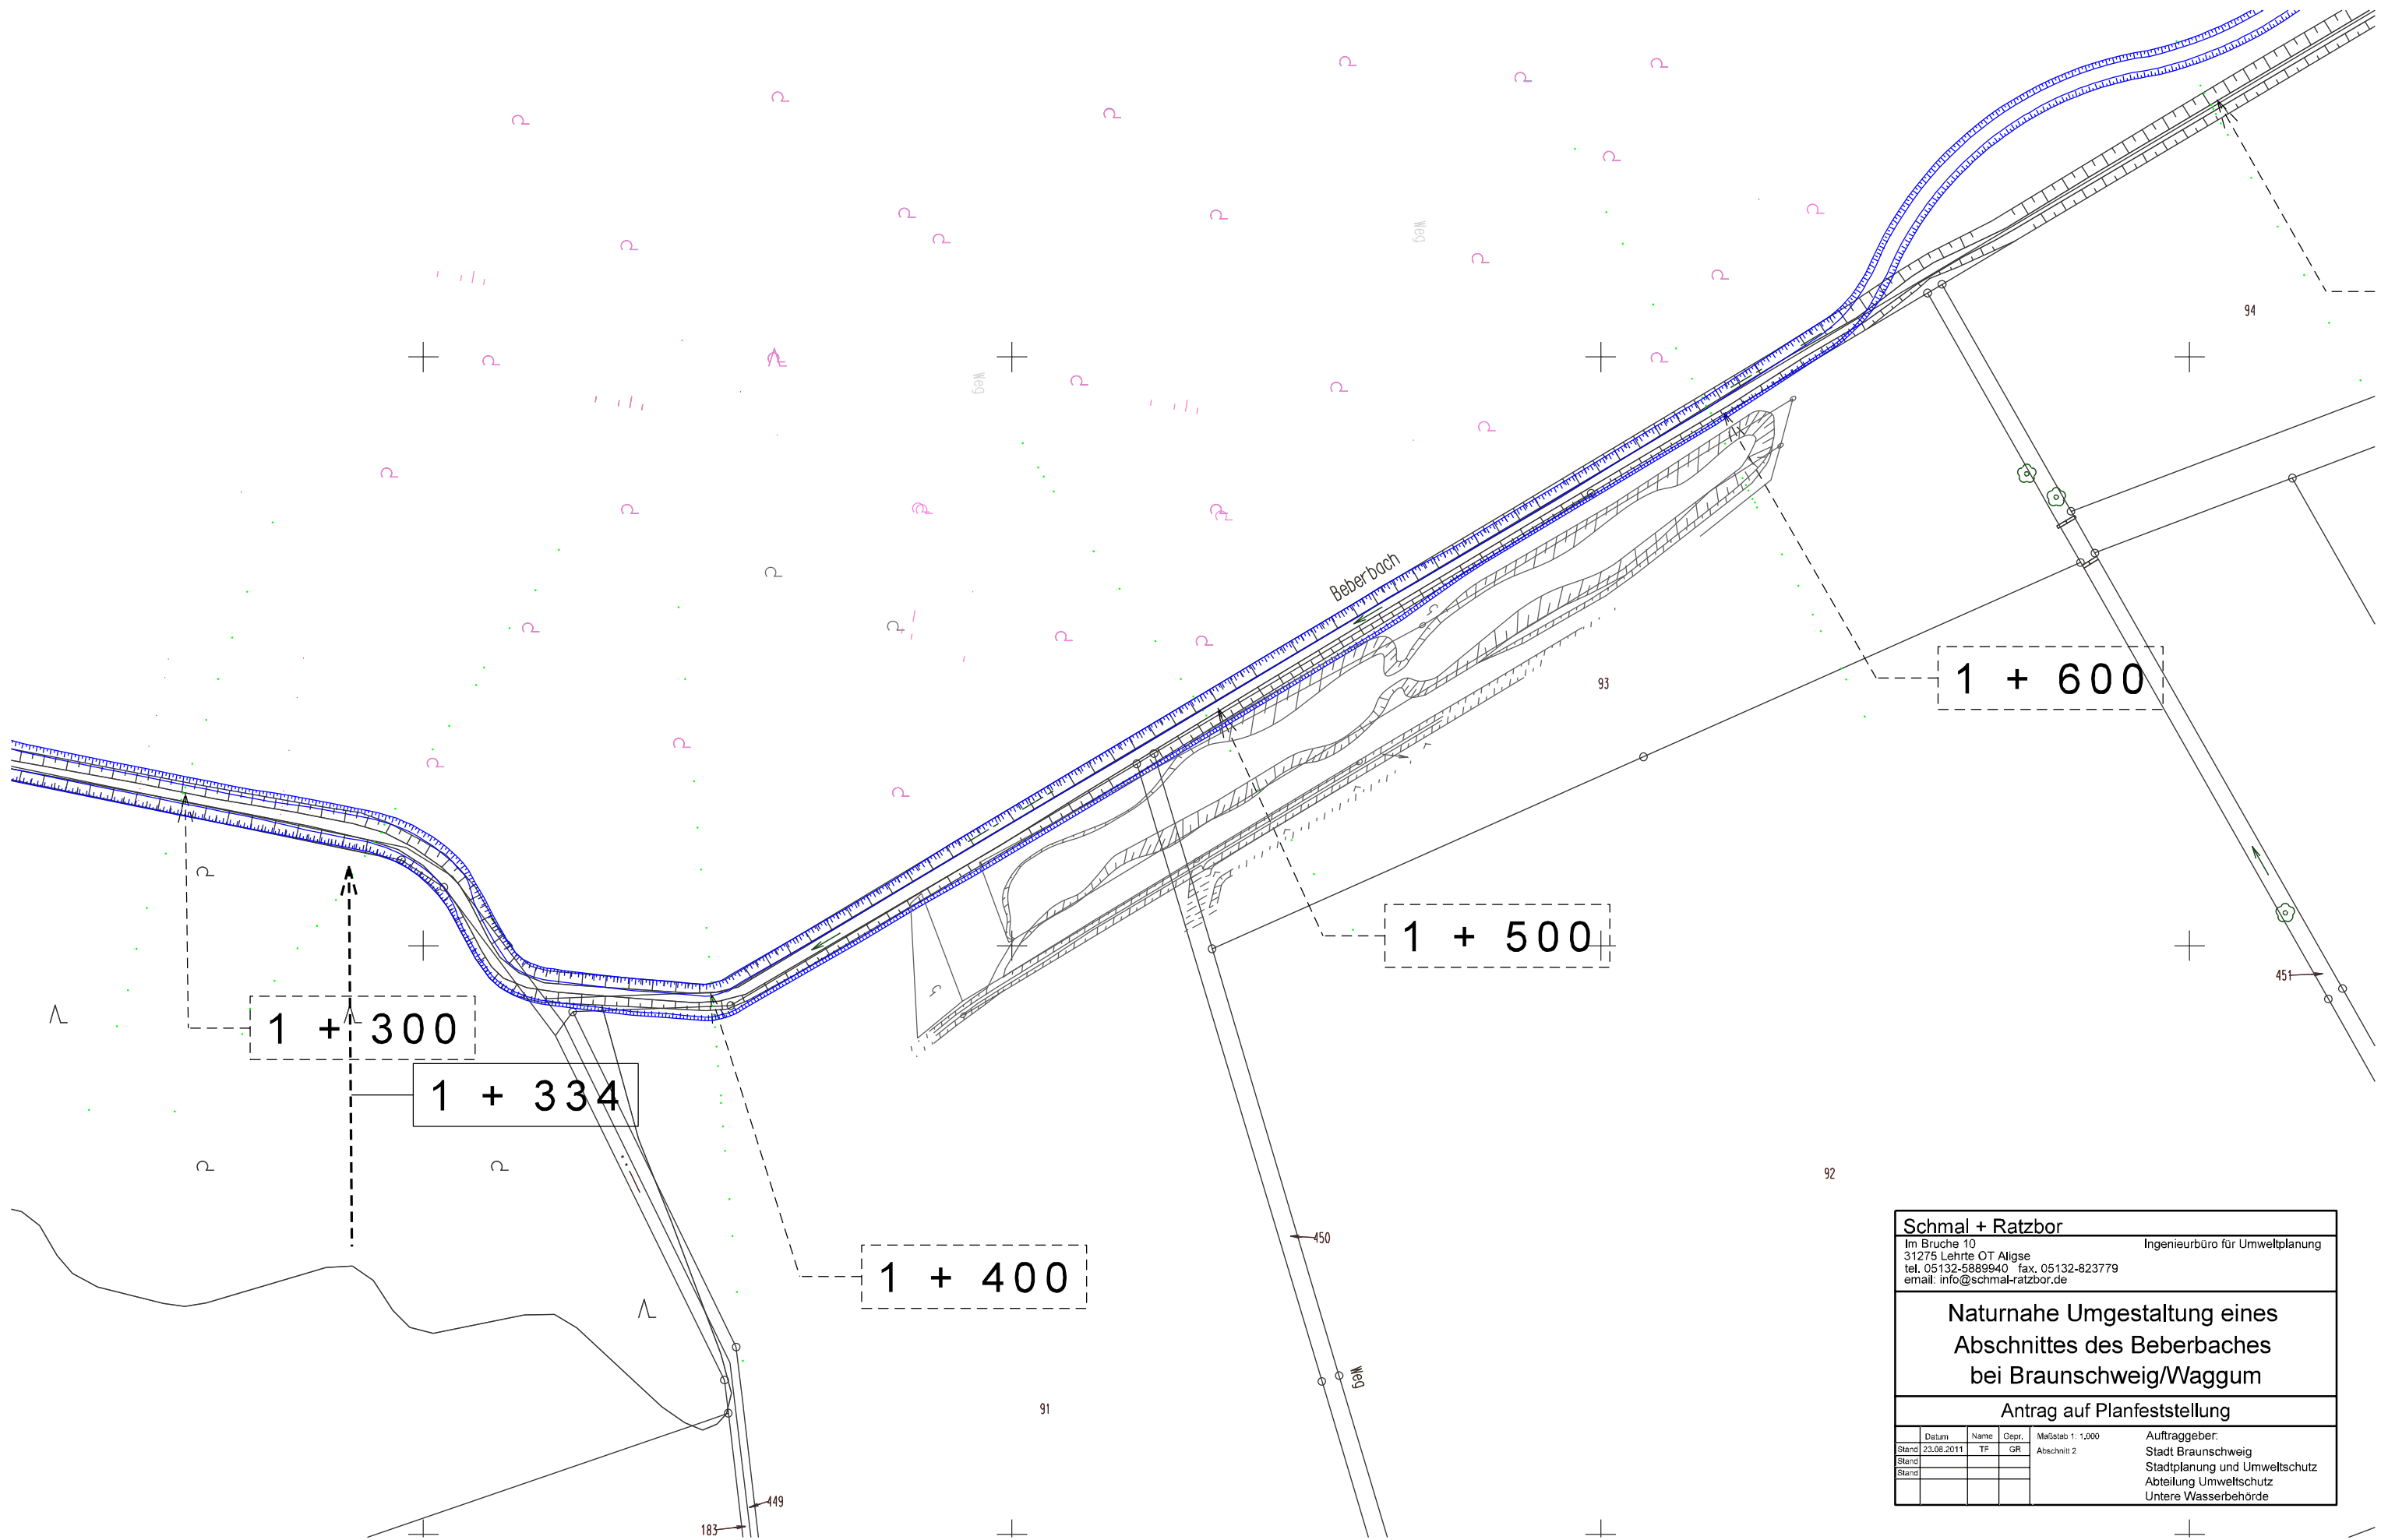 Weg
94
Weg
Beberbach
93
1 + 600
1 + 500
451
1 + 300
1 + 334
92
450
1 + 400
Weg
91
449
183
Schmal + Ratzbor
Im Bruche 10 Ingenieurbüro für Umweltplanung
31275 Lehrte OT Aligse
tel. 05132-5889940 fax. 05132-823779
email: info@schmal-ratzbor.de
Naturnahe Umgestaltung eines
Abschnittes des Beberbaches
bei Braunschweig/Waggum
Antrag auf Planfeststellung
Datum Name Gepr. Maßstab 1: 1.000 Auftraggeber:
Stand 23.08.2011 TF GR Abschnitt 2 Stadt Braunschweig
Stand Stadtplanung und Umweltschutz
Stand Abteilung Umweltschutz
Untere Wasserbehörde